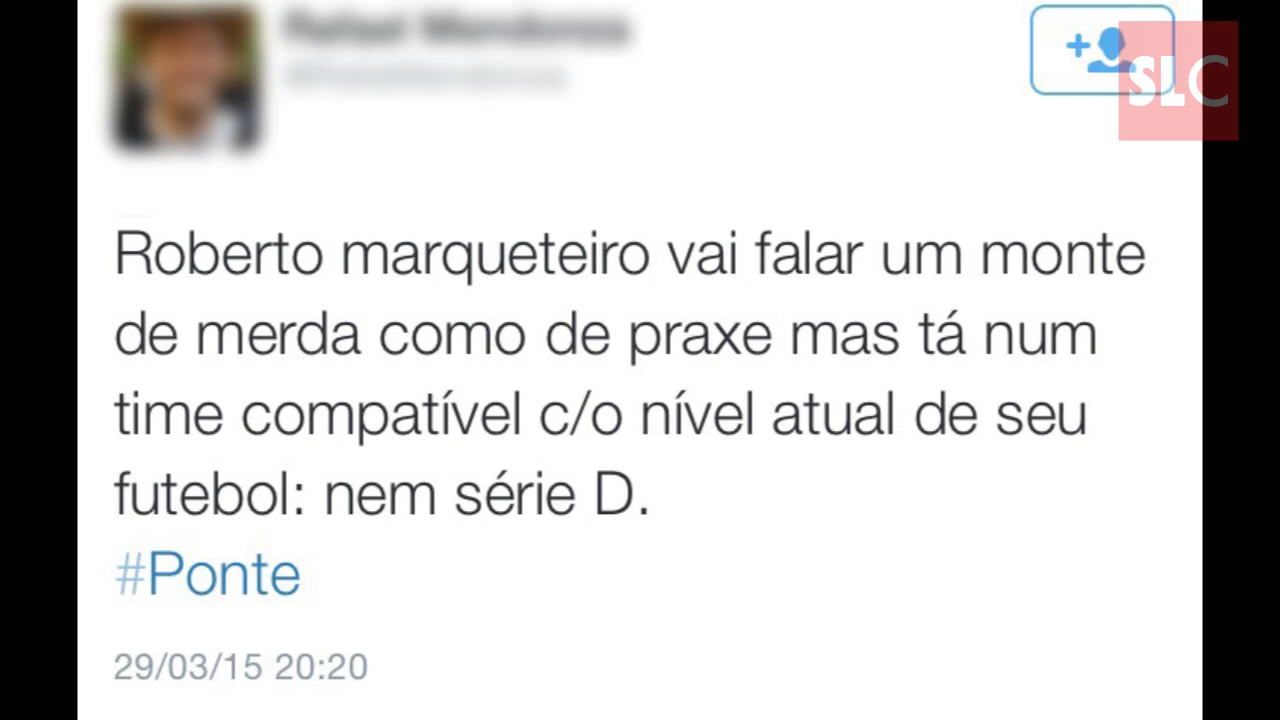 SLC
Roberto marqueteiro vai falar um monte
de merda como de praxe mas tá num
time compatível c/o nível atual de seu
futebol: nem série D.
#Ponte
29/03/15 20:20